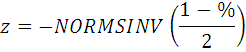 z = −NORMSINV((1 − %)/2)